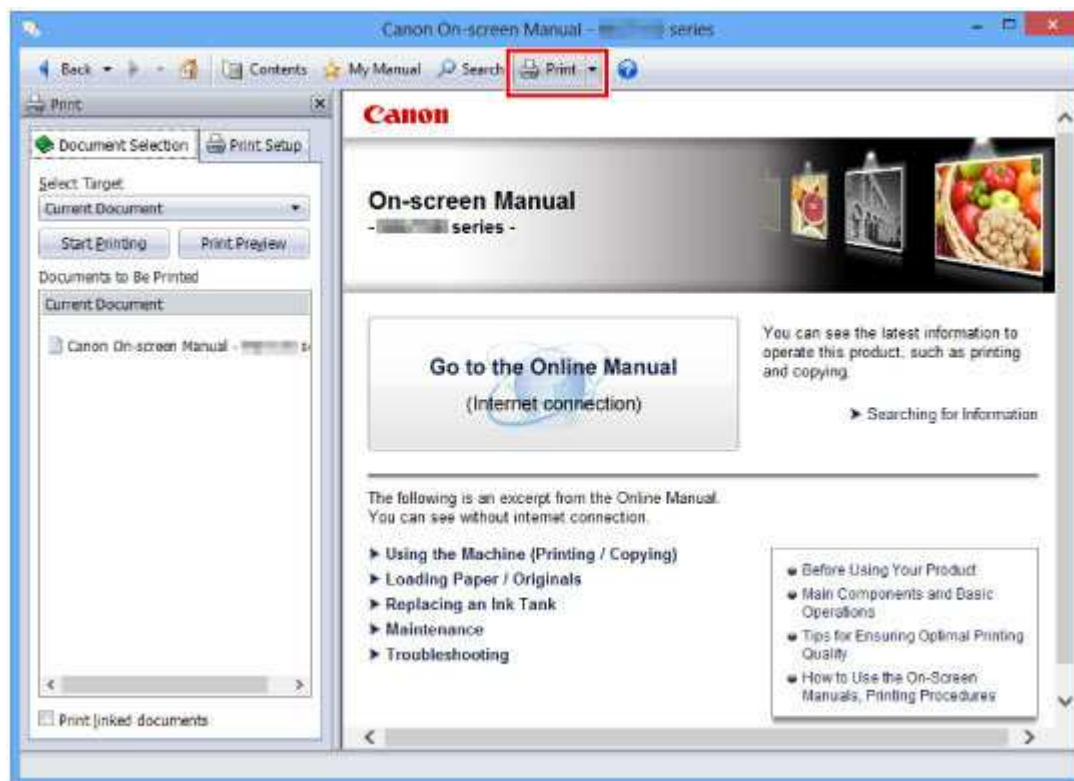 Canon On-screen Manual - series
Back
Contents
My Manual
Search
Print
Print
Document Selection
Print Setup
Select Target
Current Document
Start Printing
Print Preview
Documents to Be Printed
Current Document
Canon On-screen Manual -
Print linked documents
Canon
On-screen Manual
- series -
Go to the Online Manual
(Internet connection)
You can see the latest information to
operate this product, such as printing
and copying.
Searching for Information
The following is an excerpt from the Online Manual.
You can see without internet connection.
Using the Machine (Printing / Copying)
Loading Paper / Originals
Replacing an Ink Tank
Maintenance
Troubleshooting
Before Using Your Product
Main Components and Basic
Operations
Tips for Ensuring Optimal Printing
Quality
How to Use the On-Screen
Manuals, Printing Procedures